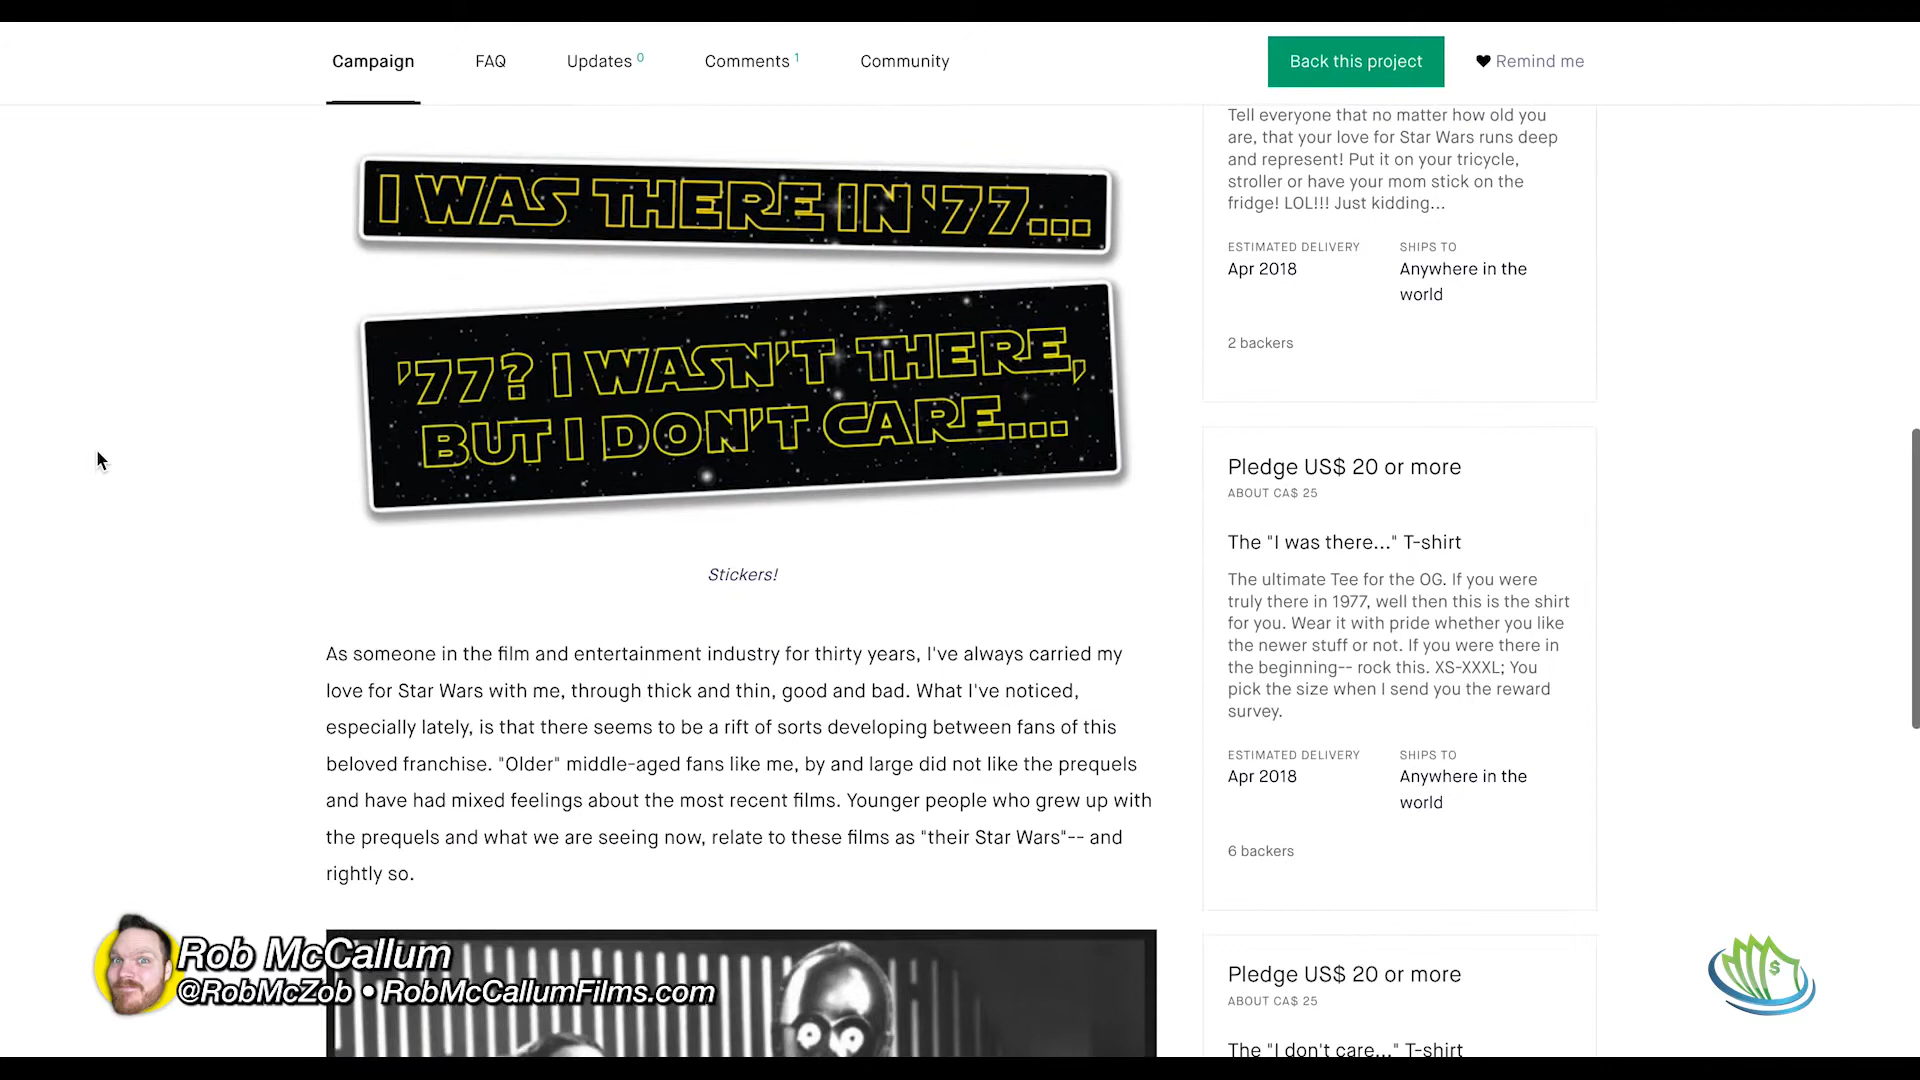 Campaign
FAQ
Updates 0
Comments 1
Community
Back this project
Remind me
I WAS THERE IN '77...
'77? I WASN'T THERE,
BUT I DON'T CARE...
Stickers!
As someone in the film and entertainment industry for thirty years, I've always carried my
love for Star Wars with me, through thick and thin, good and bad. What I've noticed,
especially lately, is that there seems to be a rift of sorts developing between fans of this
beloved franchise. "Older" middle-aged fans like me, by and large did not like the prequels
and have had mixed feelings about the most recent films. Younger people who grew up with
the prequels and what we are seeing now, relate to these films as "their Star Wars"-- and
rightly so.
Tell everyone that no matter how old you
are, that your love for Star Wars runs deep
and represent! Put it on your tricycle,
stroller or have your mom stick on the
fridge! LOL!!! Just kidding...
ESTIMATED DELIVERY
Apr 2018
SHIPS TO
Anywhere in the
world
2 backers
Pledge US$ 20 or more
ABOUT CA$ 25
The "I was there..." T-shirt
The ultimate Tee for the OG. If you were
truly there in 1977, well then this is the shirt
for you. Wear it with pride whether you like
the newer stuff or not. If you were there in
the beginning-- rock this. XS-XXXL; You
pick the size when I send you the reward
survey.
ESTIMATED DELIVERY
Apr 2018
SHIPS TO
Anywhere in the
world
6 backers
Pledge US$ 20 or more
ABOUT CA$ 25
The "I don't care..." T-shirt
Rob McCallum
@RobMcZob • RobMcCallumFilms.com
$